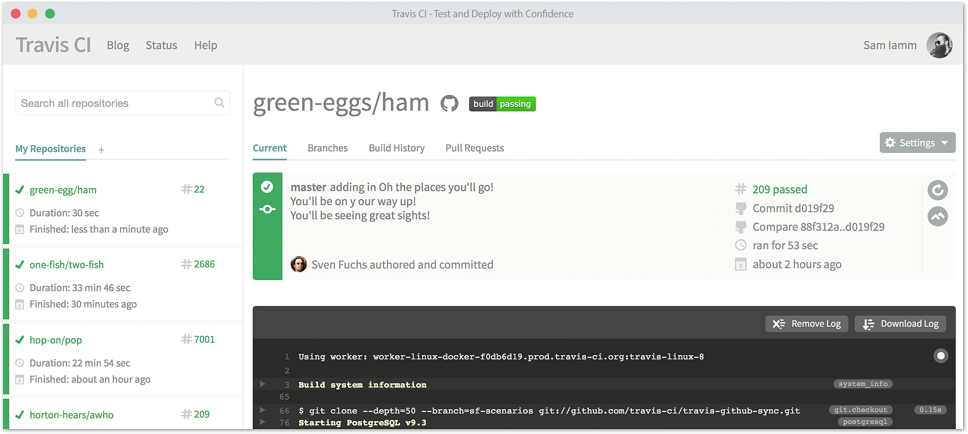 Travis CI - Test and Deploy with Confidence
Travis CI Blog Status Help Sam Iamm
Search all repositories
My Repositories +
green-egg/ham # 22
Duration: 30 sec
Finished: less than a minute ago
one-fish/two-fish # 2686
Duration: 33 min 46 sec
Finished: 30 minutes ago
hop-on/pop # 7001
Duration: 22 min 54 sec
Finished: about an hour ago
horton-hears/awho # 209
green-eggs/ham build passing
Current Branches Build History Pull Requests Settings
master adding in Oh the places you'll go!
You'll be on y our way up!
You'll be seeing great sights!
Sven Fuchs authored and committed
# 209 passed
Commit d019f29
Compare 88f312a..d019f29
ran for 53 sec
about 2 hours ago
Remove Log Download Log
1 Using worker: worker-linux-docker-f0db6d19.prod.travis-ci.org:travis-linux-8
2
3 Build system information system_info
65
66 $ git clone --depth=50 --branch=sf-scenarios git://github.com/travis-ci/travis-github-sync.git git.checkout 0.15s
76 Starting PostgreSQL v9.3 postgresql